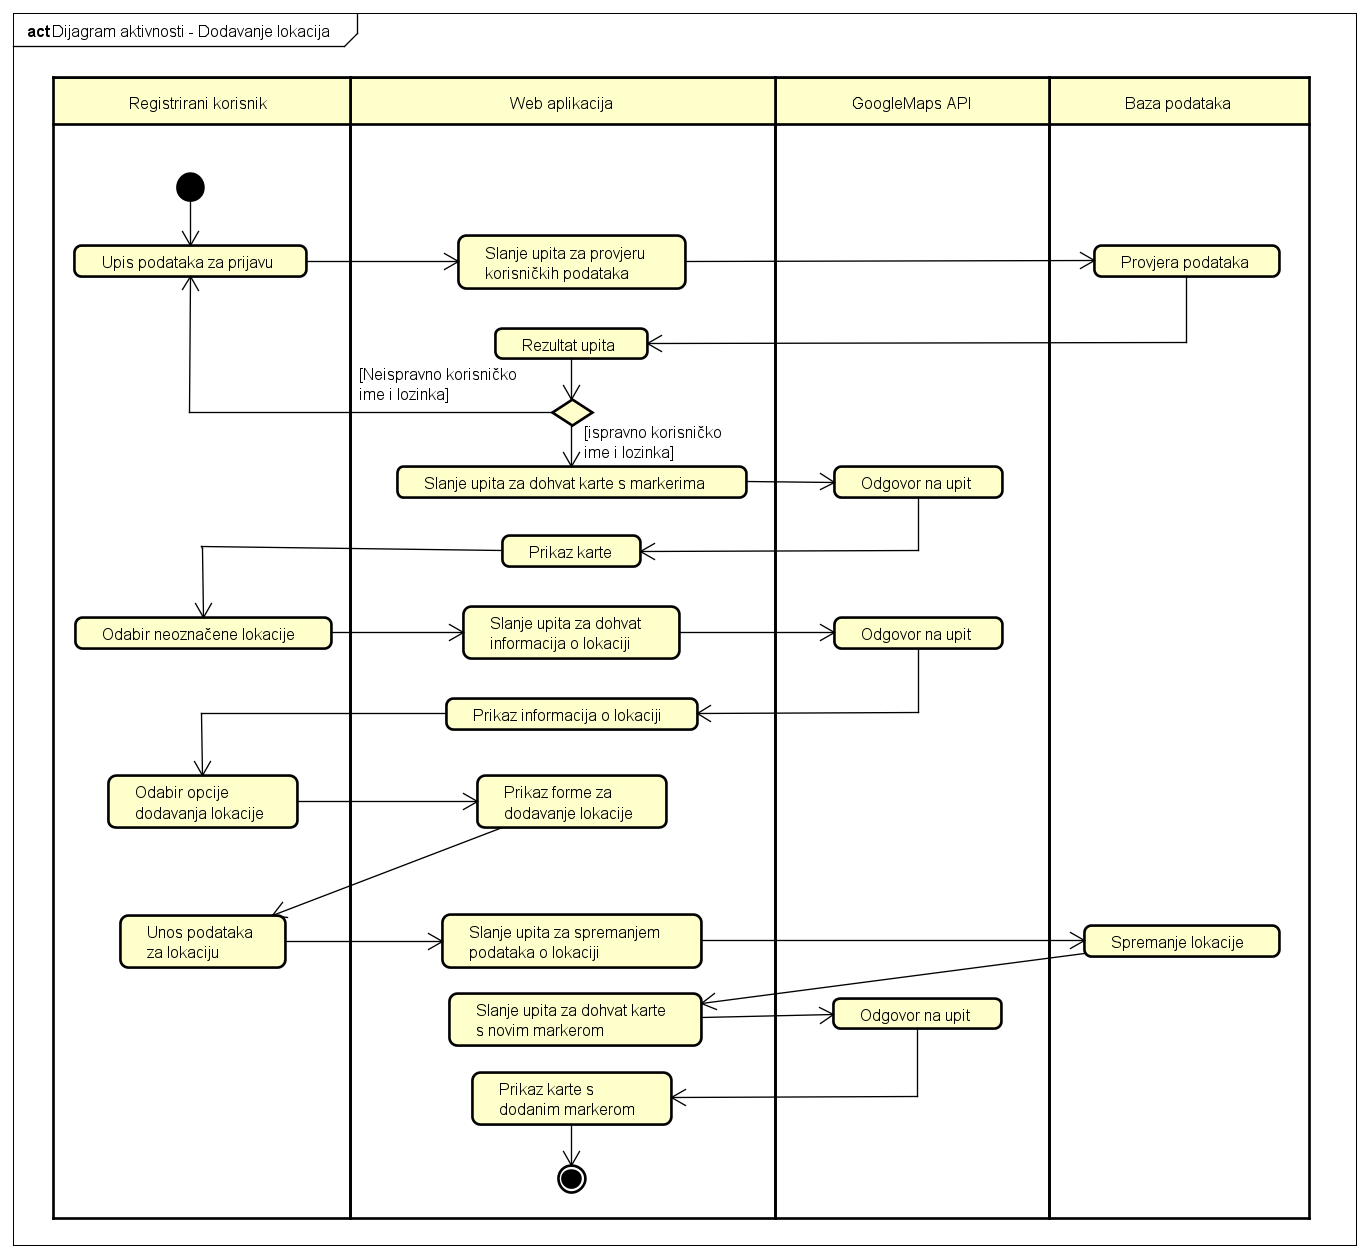 act Dijagram aktivnosti - Dodavanje lokacija
Registrirani korisnik
Web aplikacija
GoogleMaps API
Baza podataka
Upis podataka za prijavu
Slanje upita za provjeru
korisničkih podataka
Provjera podataka
Rezultat upita
[Neispravno korisničko
ime i lozinka]
[ispravno korisničko
ime i lozinka]
Slanje upita za dohvat karte s markerima
Odgovor na upit
Prikaz karte
Odabir neoznačene lokacije
Slanje upita za dohvat
informacija o lokaciji
Odgovor na upit
Prikaz informacija o lokaciji
Odabir opcije
dodavanja lokacije
Prikaz forme za
dodavanje lokacije
Unos podataka
za lokaciju
Slanje upita za spremanjem
podataka o lokaciji
Spremanje lokacije
Slanje upita za dohvat karte
s novim markerom
Odgovor na upit
Prikaz karte s
dodanim markerom